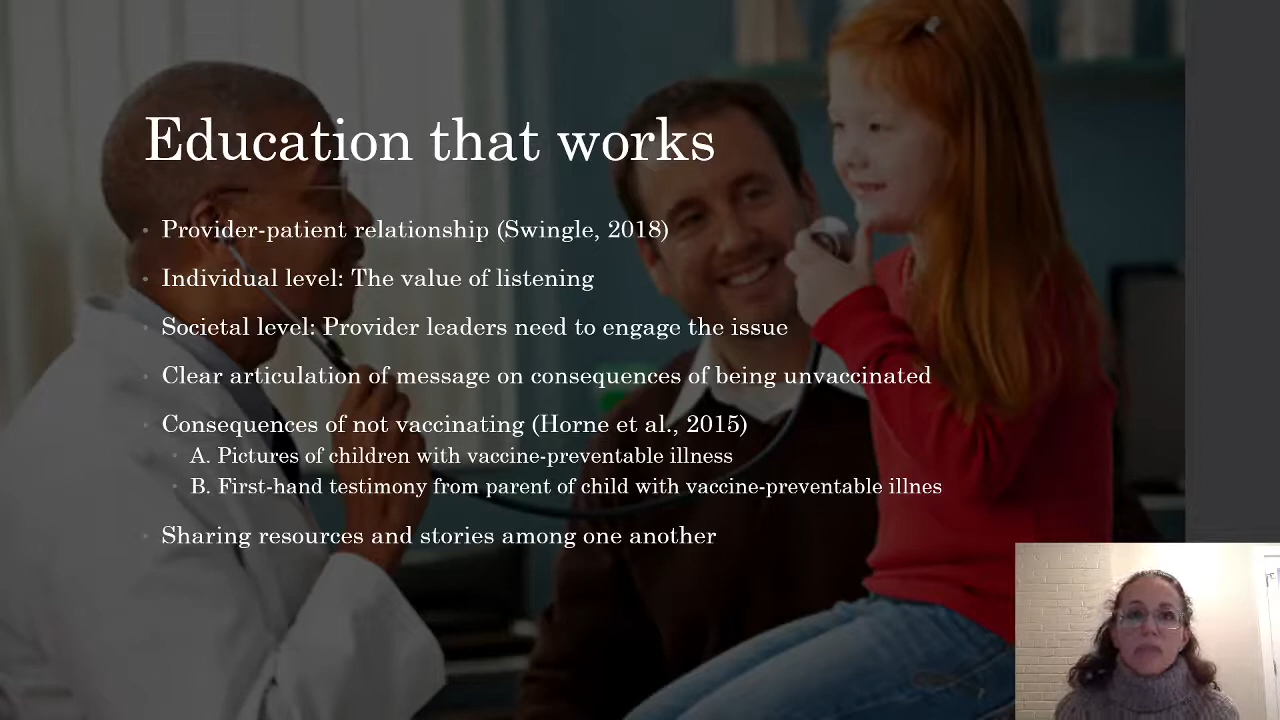 Education that works
Provider-patient relationship (Swingle, 2018)
Individual level: The value of listening
Societal level: Provider leaders need to engage the issue
Clear articulation of message on consequences of being unvaccinated
Consequences of not vaccinating (Horne et al., 2015)
A. Pictures of children with vaccine-preventable illness
B. First-hand testimony from parent of child with vaccine-preventable illnes
Sharing resources and stories among one another